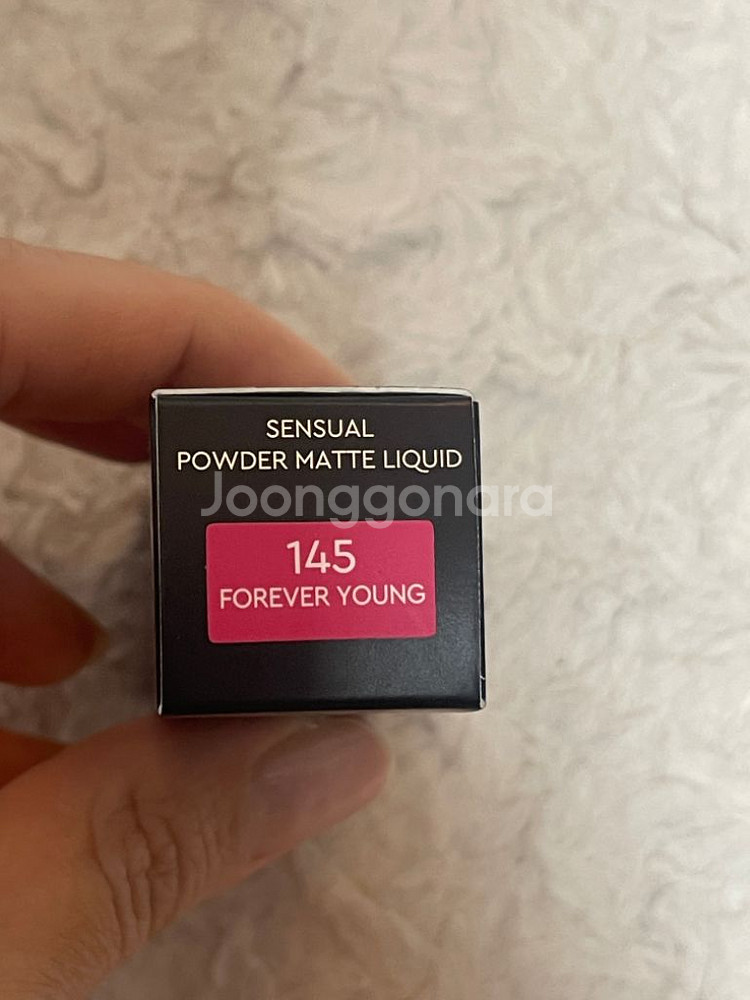 SENSUAL
POWDER MATTE LIQUID
Joonggonara
145
FOREVER YOUNG